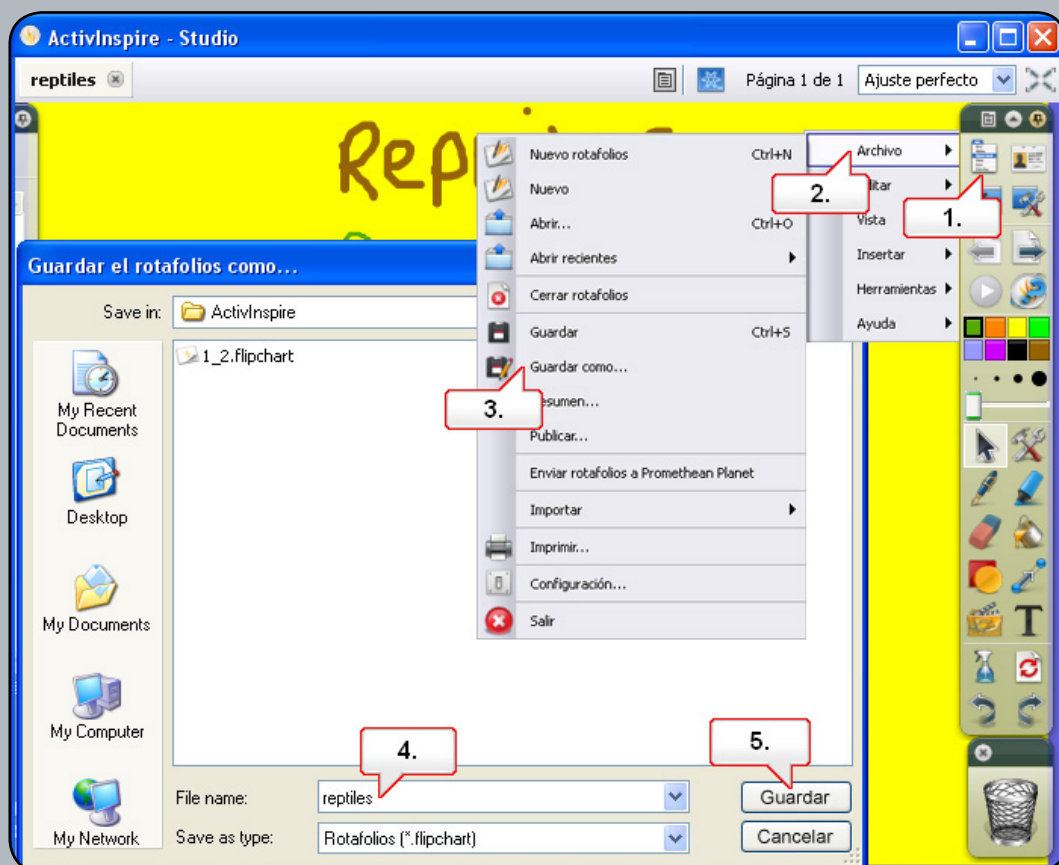 ActivInspire - Studio
reptiles
Página 1 de 1
Ajuste perfecto
Rep
Nuevo rotafolios Ctrl+N
Nuevo
Abrir... Ctrl+O
Abrir recientes
Cerrar rotafolios
Guardar Ctrl+S
Guardar como...
Publicar...
Enviar rotafolios a Promethean Planet
Importar
Imprimir...
Configuración...
Salir
Archivo
Vista
Insertar
Herramientas
Ayuda
1.
2.
3.
Guardar el rotafolios como...
Save in: ActivInspire
1_2.flipchart
My Recent
Documents
Desktop
My Documents
My Computer
My Network
4.
5.
File name: reptiles
Guardar
Save as type: Rotafolios (*.flipchart)
Cancelar
T